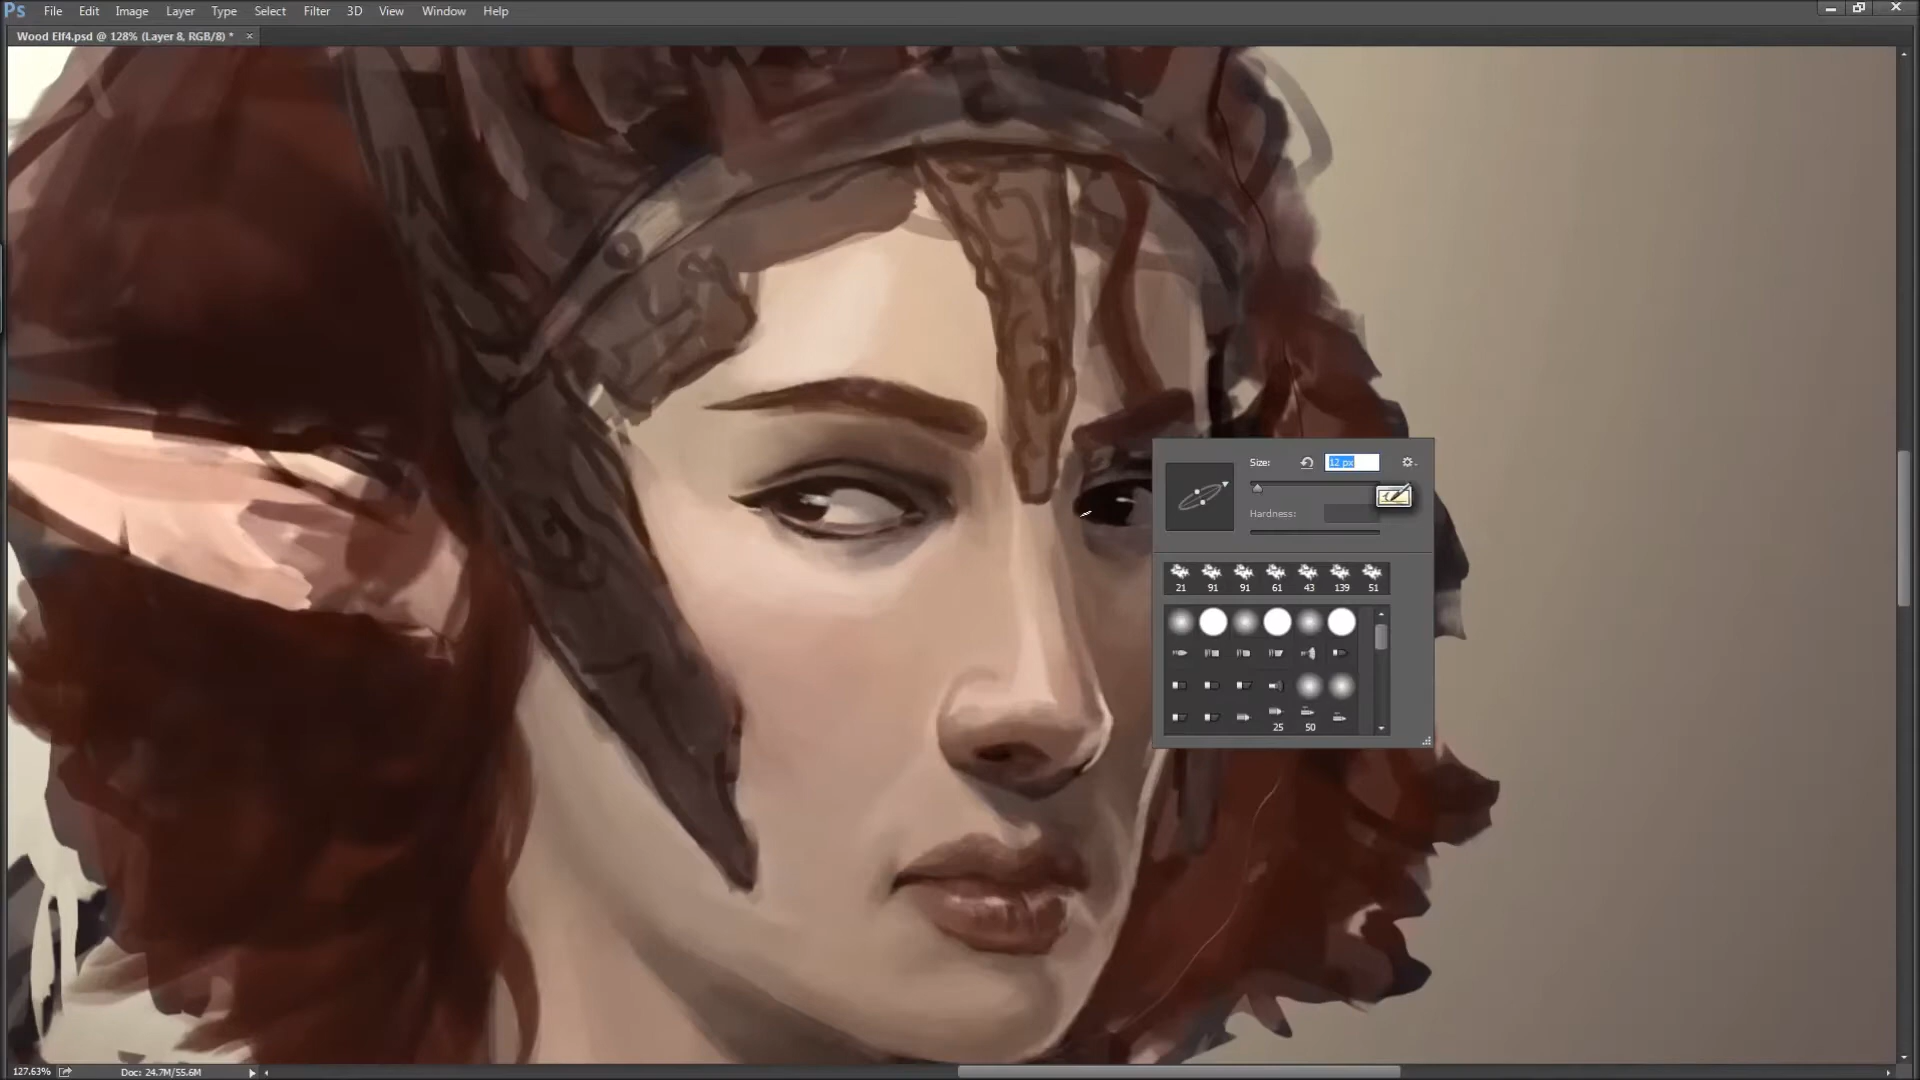 Ps File Edit Image Layer Type Select Filter 3D View Window Help
Wood Elf4.psd @ 128% (Layer 8, RGB/8) * ×
Size: 12 px
Hardness:
21 91 91 61 43 139 51
25 50
127.63% Doc: 24.7M/55.6M